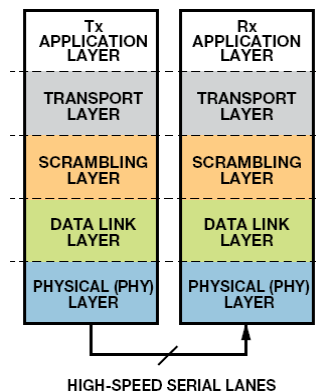 Tx
APPLICATION
LAYER
TRANSPORT
LAYER
SCRAMBLING
LAYER
DATA LINK
LAYER
PHYSICAL (PHY)
LAYER
Rx
APPLICATION
LAYER
TRANSPORT
LAYER
SCRAMBLING
LAYER
DATA LINK
LAYER
PHYSICAL (PHY)
LAYER
HIGH-SPEED SERIAL LANES